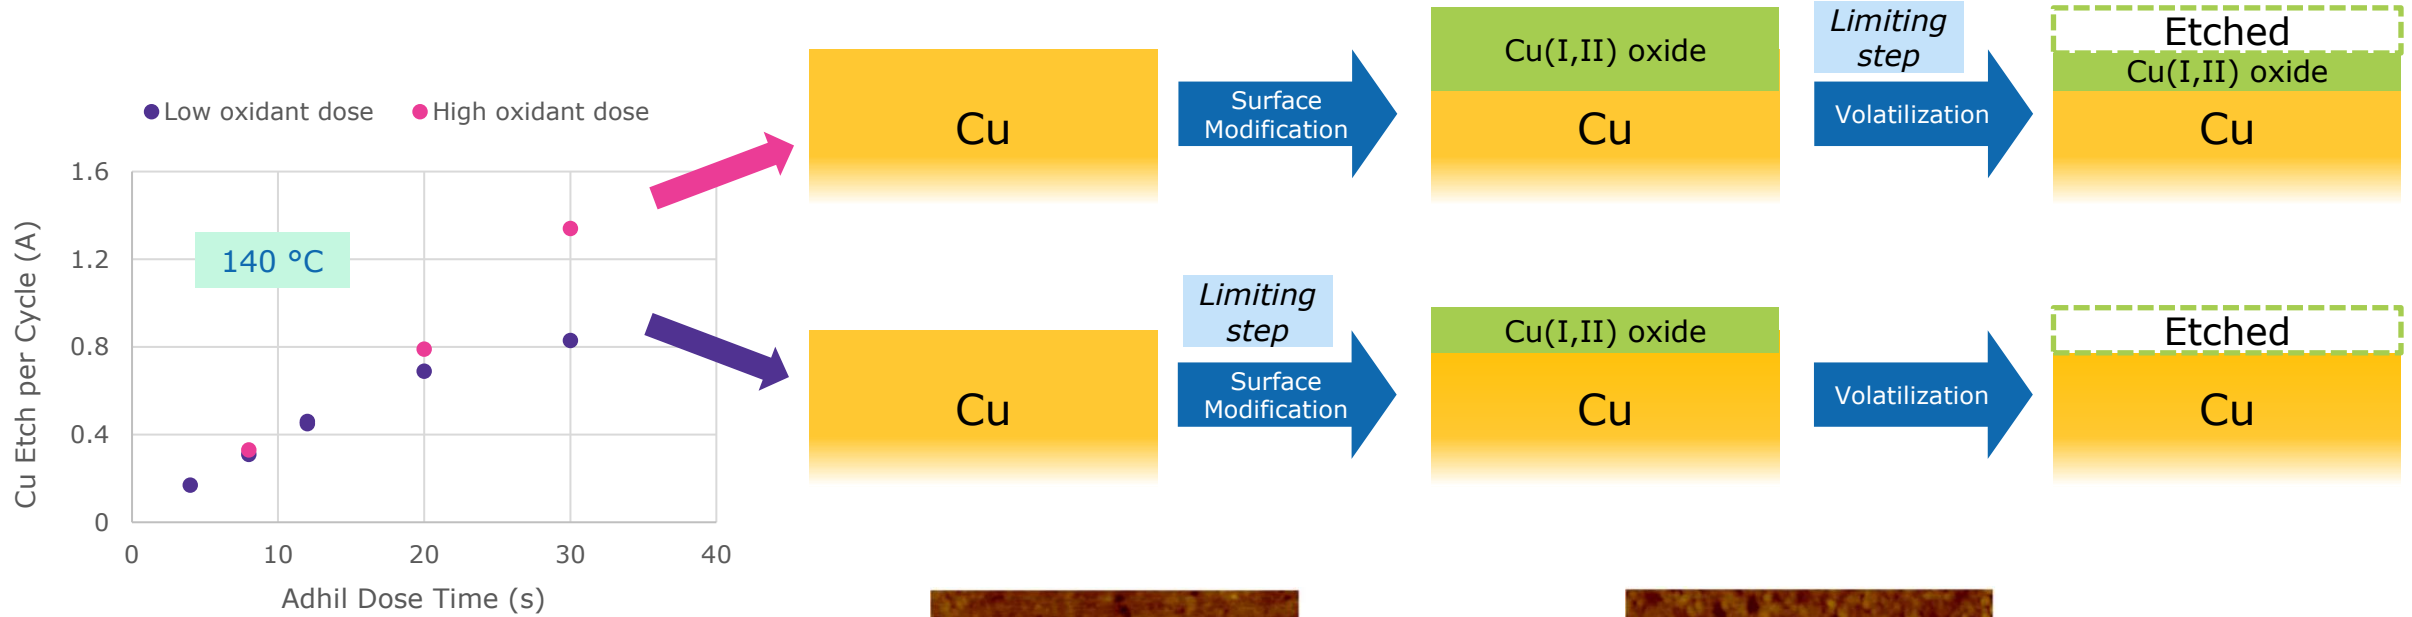 Low oxidant dose
High oxidant dose
Cu Etch per Cycle (A)
1.6
1.2
0.8
0.4
0
140 °C
0
10
20
30
40
Adhil Dose Time (s)
Cu
Surface
Modification
Cu(I,II) oxide
Cu
Limiting
step
Volatilization
Etched
Cu(I,II) oxide
Cu
Cu
Limiting
step
Surface
Modification
Cu(I,II) oxide
Cu
Volatilization
Etched
Cu